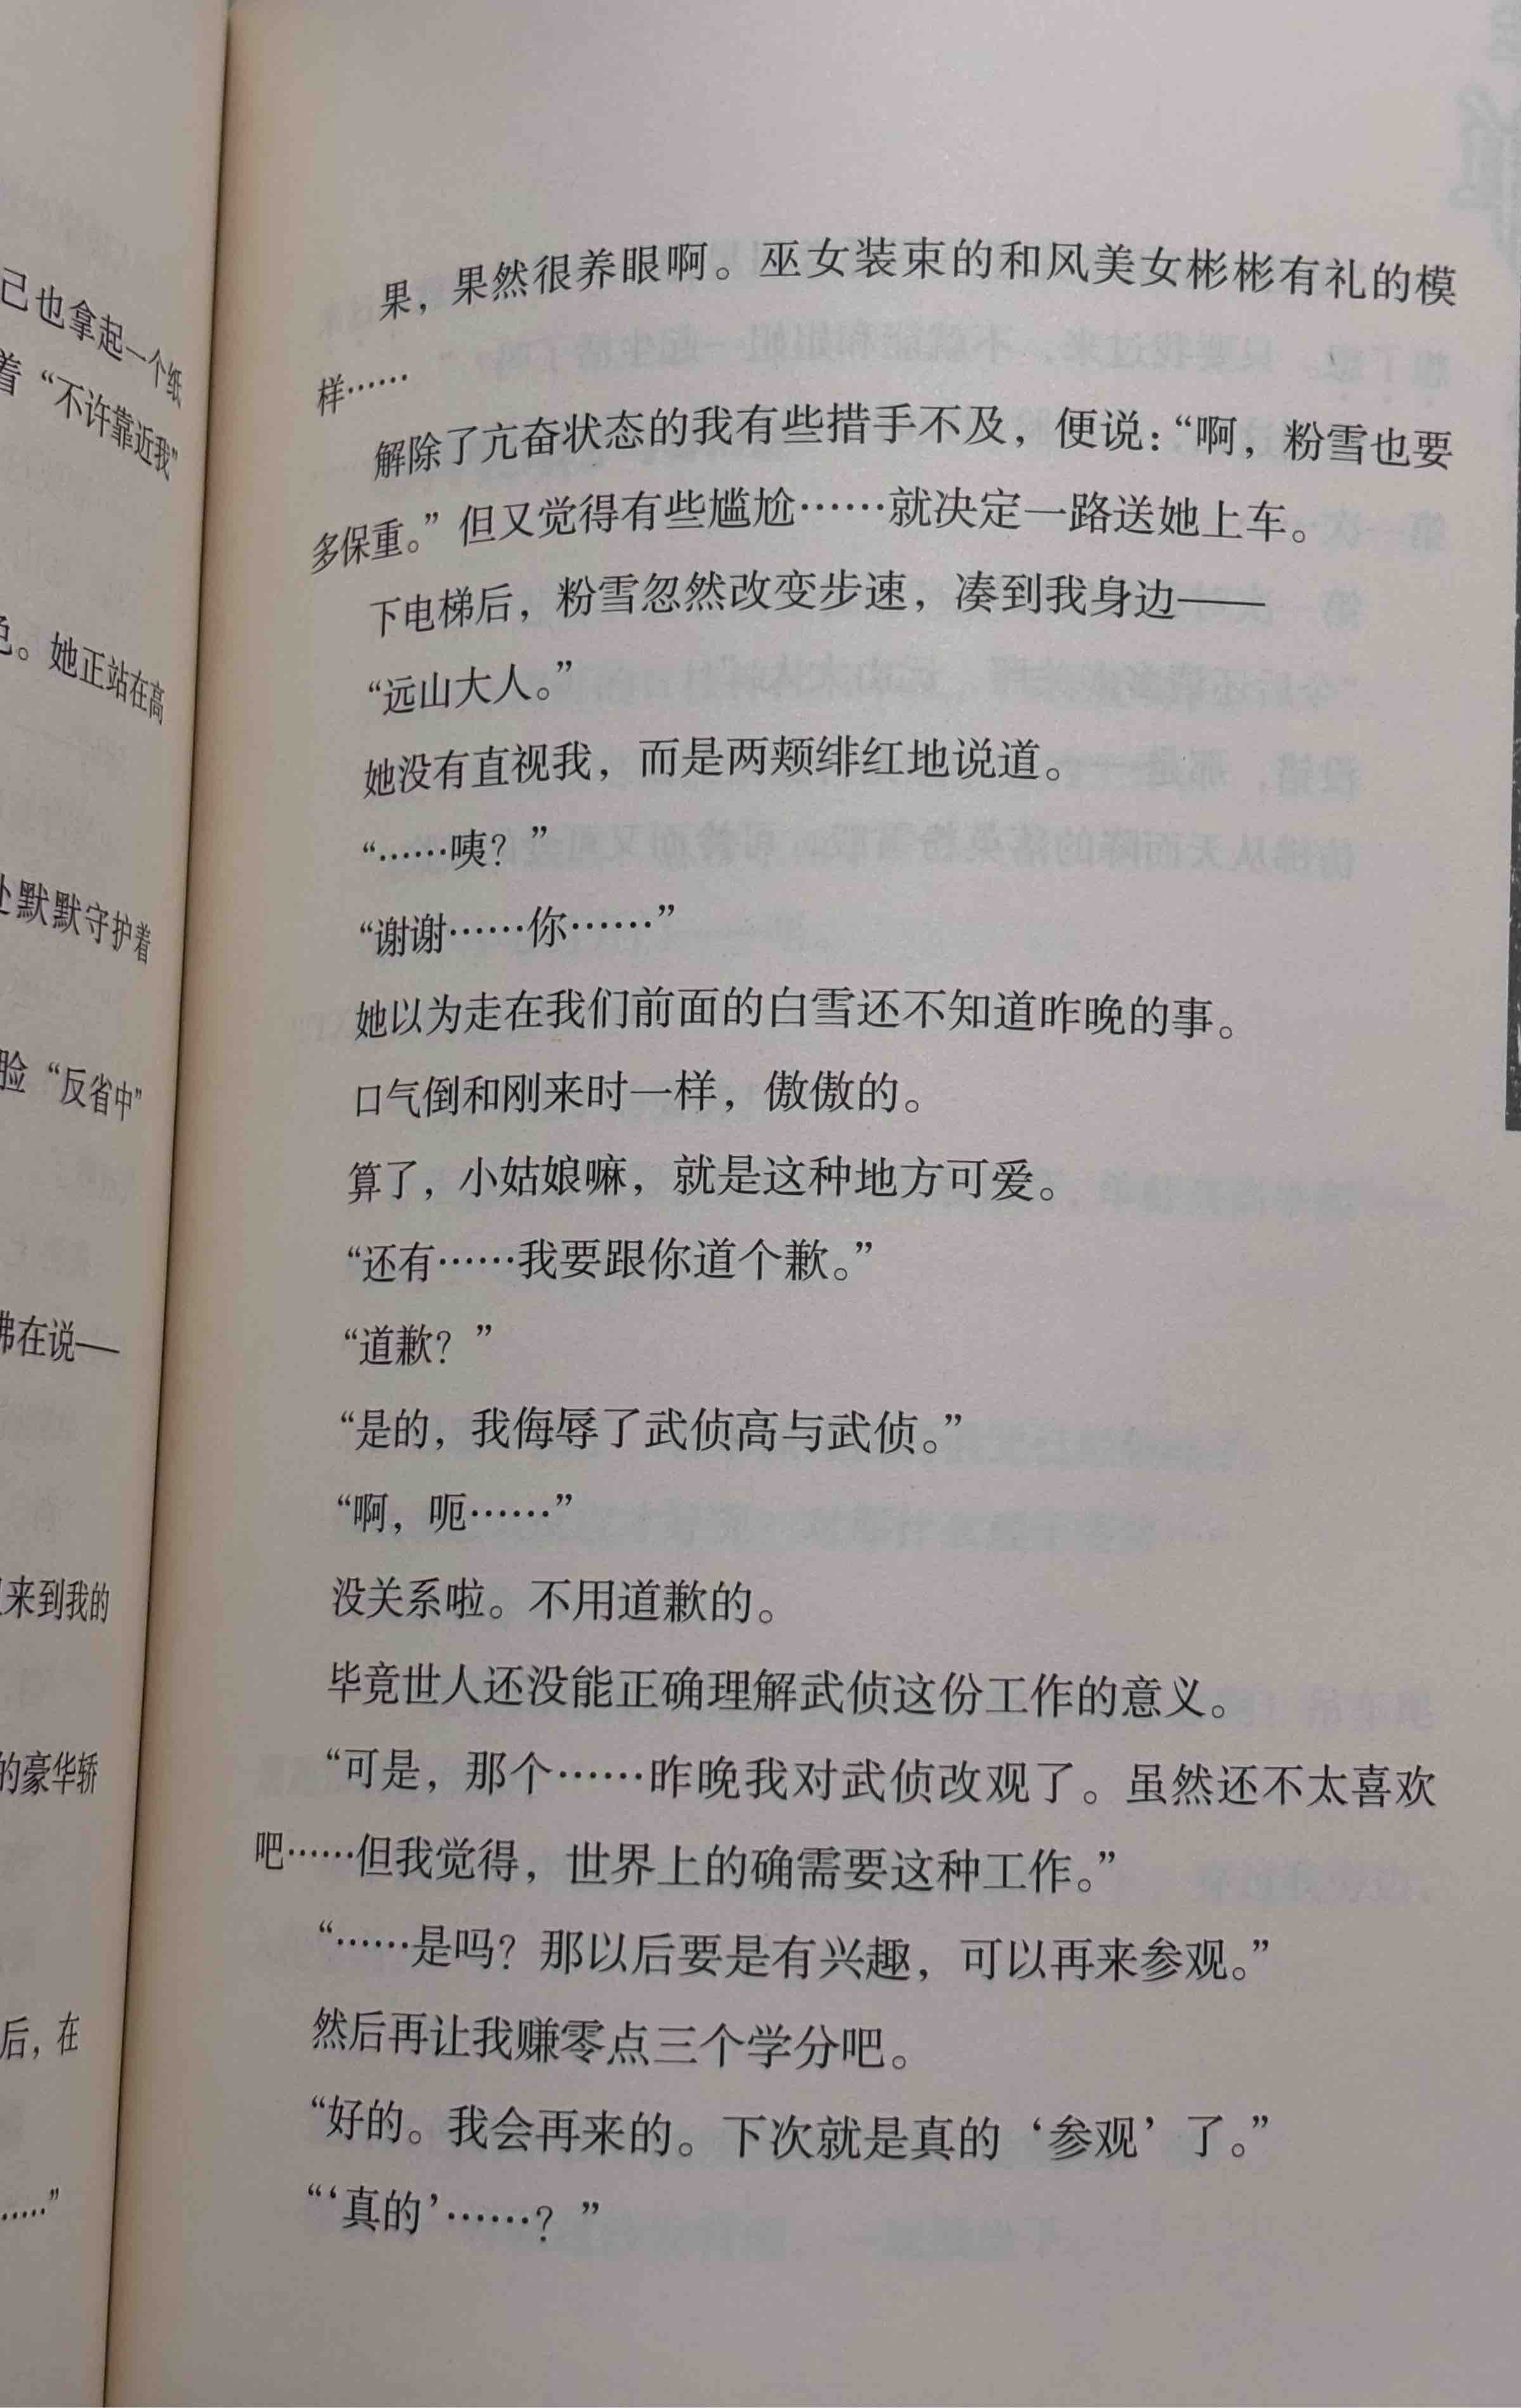 己也拿起一个纸
着“不许靠近我”
色。她正站在高
处默默守护着
脸“反省中”
佛在说—
来到我的
的豪华轿
后，在
……”
果，果然很养眼啊。巫女装束的和风美女彬彬有礼的模
样……
解除了亢奋状态的我有些措手不及，便说：“啊，粉雪也要
多保重。”但又觉得有些尴尬……就决定一路送她上车。
下电梯后，粉雪忽然改变步速，凑到我身边——
“远山大人。”
她没有直视我，而是两颊绯红地说道。
“……咦？”
“谢谢……你……”
她以为走在我们前面的白雪还不知道昨晚的事。
口气倒和刚来时一样，傲傲的。
算了，小姑娘嘛，就是这种地方可爱。
“还有……我要跟你道个歉。”
“道歉？”
“是的，我侮辱了武侦高与武侦。”
“啊，呃……”
没关系啦。不用道歉的。
毕竟世人还没能正确理解武侦这份工作的意义。
“可是，那个……昨晚我对武侦改观了。虽然还不太喜欢
吧……但我觉得，世界上的确需要这种工作。”
“……是吗？那以后要是有兴趣，可以再来参观。”
然后再让我赚零点三个学分吧。
“好的。我会再来的。下次就是真的‘参观’了。”
“‘真的’……？”